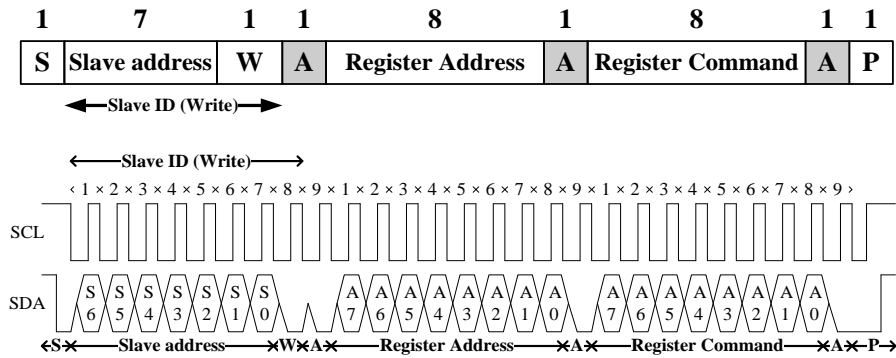 1 7 1 1 8 1 8 1 1
S Slave address W A Register Address A Register Command A P
Slave ID (Write)
Slave ID (Write)
‹ 1 × 2 × 3 × 4 × 5 × 6 × 7 × 8 × 9 × 1 × 2 × 3 × 4 × 5 × 6 × 7 × 8 × 9 × 1 × 2 × 3 × 4 × 5 × 6 × 7 × 8 × 9 ›
SCL
SDA S6 S5 S4 S3 S2 S1 S0 A7 A6 A5 A4 A3 A2 A1 A0 A7 A6 A5 A4 A3 A2 A1 A0
S Slave address W A Register Address A Register Command A P